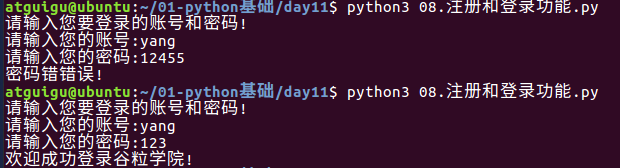 atguigu@ubuntu:~/01-python基础/day11$ python3 08.注册和登录功能.py
请输入您要登录的账号和密码!
请输入您的账号:yang
请输入您的密码:12455
密码错错误!
atguigu@ubuntu:~/01-python基础/day11$ python3 08.注册和登录功能.py
请输入您要登录的账号和密码!
请输入您的账号:yang
请输入您的密码:123
欢迎成功登录谷粒学院!